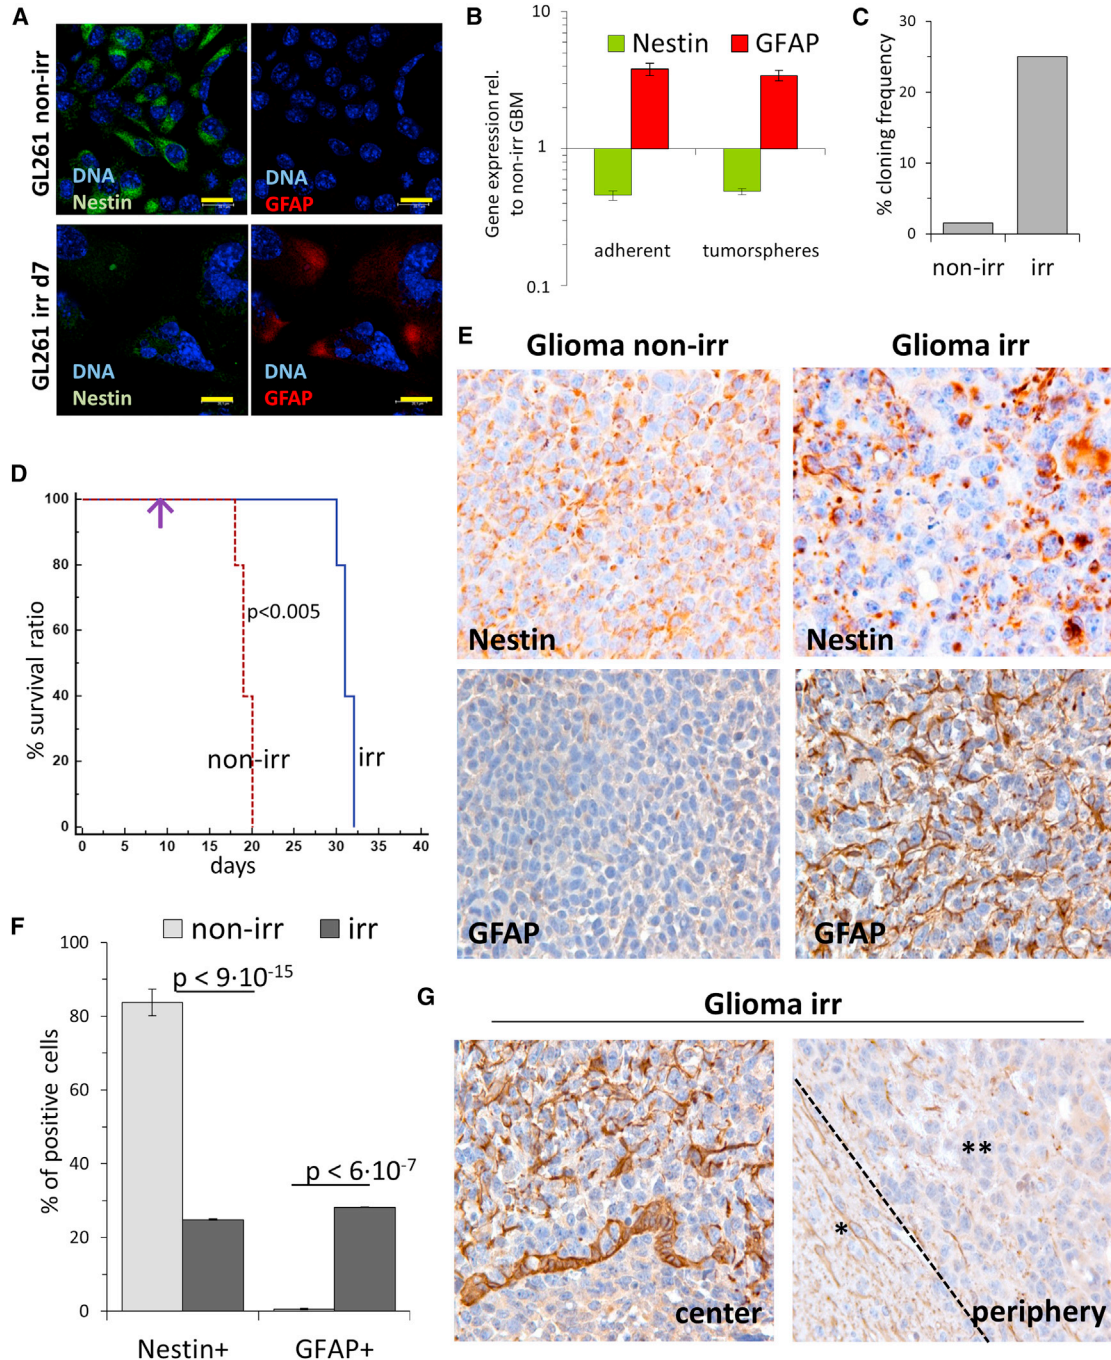 A
GL261 non-irr
DNA
Nestin
DNA
GFAP
GL261 irr d7
DNA
Nestin
DNA
GFAP
B
Nestin
GFAP
Gene expression rel.
to non-irr GBM
10
1
0.1
adherent
tumorspheres
C
% cloning frequency
30
20
10
0
non-irr
irr
D
% survival ratio
100
80
60
40
20
0
p<0.005
non-irr
irr
0 5 10 15 20 25 30 35 40
days
E
Glioma non-irr
Glioma irr
Nestin
Nestin
GFAP
GFAP
F
non-irr
irr
% of positive cells
100
80
60
40
20
0
p < 9·10⁻¹⁵
p < 6·10⁻⁷
Nestin+
GFAP+
G
Glioma irr
center
*
**
periphery